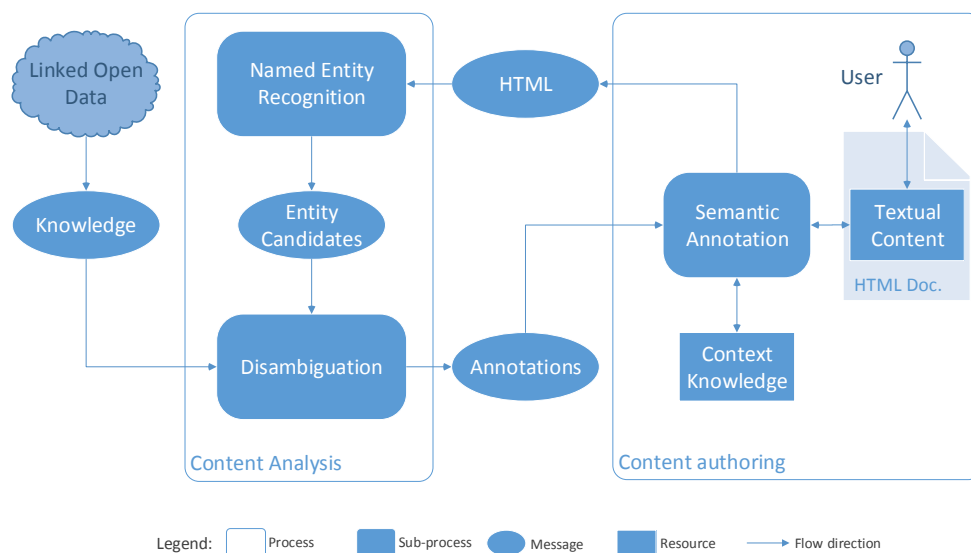 Linked Open
Data
Named Entity
Recognition
HTML
User
Knowledge
Entity
Candidates
Semantic
Annotation
Textual
Content
HTML Doc.
Disambiguation
Annotations
Context
Knowledge
Content Analysis
Content authoring
Legend:
Process
Sub-process
Message
Resource
Flow direction